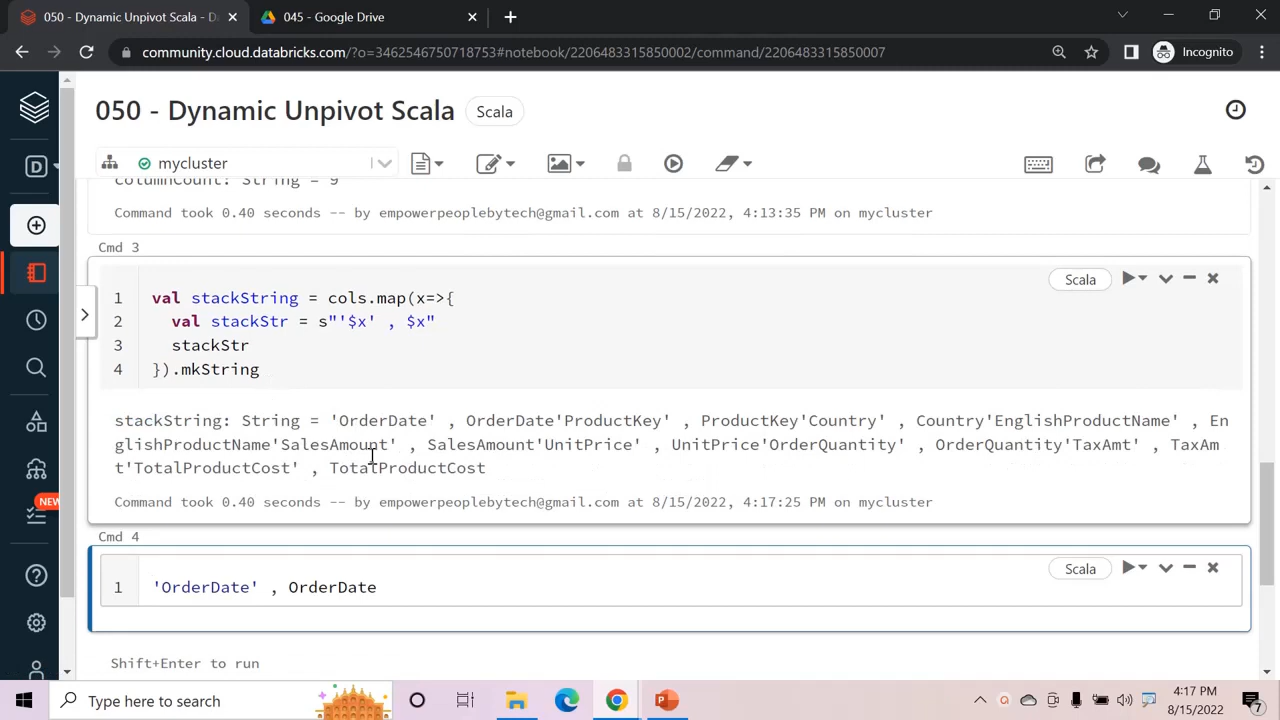 050 - Dynamic Unpivot Scala - Da
045 - Google Drive
community.cloud.databricks.com/?o=3462546750718753#notebook/2206483315850002/command/2206483315850007
Incognito
050 - Dynamic Unpivot Scala
Scala
D
mycluster
columnCount: String = 9
Command took 0.40 seconds -- by empowerpeoplebytech@gmail.com at 8/15/2022, 4:13:35 PM on mycluster
Cmd 3
Scala
1 val stackString = cols.map(x=>{
2 val stackStr = s"'$x' , $x"
3 stackStr
4 }).mkString
stackString: String = 'OrderDate' , OrderDate'ProductKey' , ProductKey'Country' , Country'EnglishProductName' , En
glishProductName'SalesAmount' , SalesAmount'UnitPrice' , UnitPrice'OrderQuantity' , OrderQuantity'TaxAmt' , TaxAm
t'TotalProductCost' , TotalProductCost
Command took 0.40 seconds -- by empowerpeoplebytech@gmail.com at 8/15/2022, 4:17:25 PM on mycluster
NEW
Cmd 4
Scala
1 'OrderDate' , OrderDate
Shift+Enter to run
Type here to search
4:17 PM
8/15/2022
7